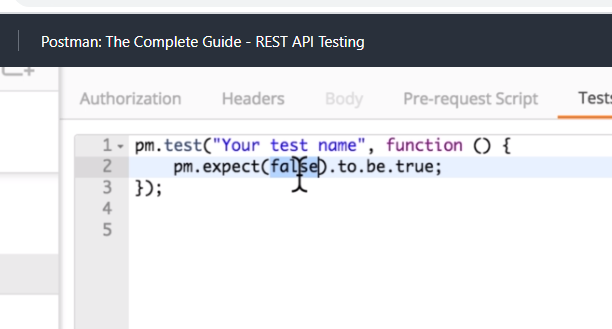 Postman: The Complete Guide - REST API Testing
Authorization Headers Body Pre-request Script Tests
1 pm.test("Your test name", function () {
2 pm.expect(false).to.be.true;
3 });
4
5